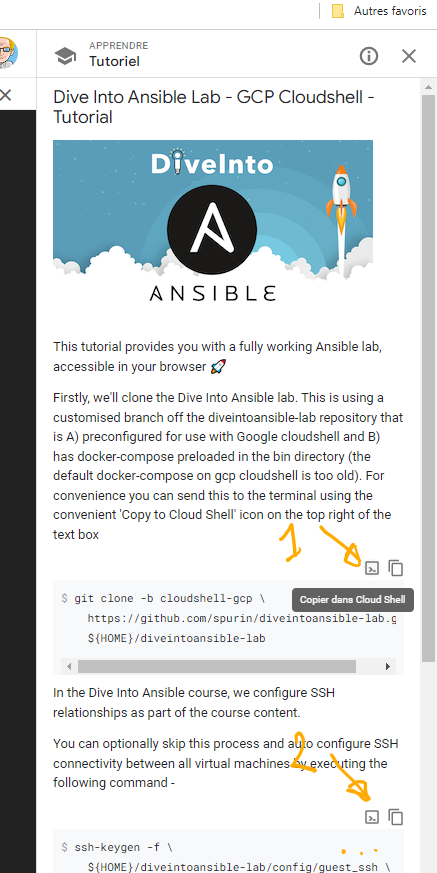 Autres favoris
APPRENDRE
Tutoriel
Dive Into Ansible Lab - GCP Cloudshell -
Tutorial
DiveInto
A
ANSIBLE
This tutorial provides you with a fully working Ansible lab,
accessible in your browser 🚀
Firstly, we'll clone the Dive Into Ansible lab. This is using a
customised branch off the diveintoansible-lab repository that
is A) preconfigured for use with Google cloudshell and B)
has docker-compose preloaded in the bin directory (the
default docker-compose on gcp cloudshell is too old). For
convenience you can send this to the terminal using the
convenient 'Copy to Cloud Shell' icon on the top right of the
text box
1
Copier dans Cloud Shell
$ git clone -b cloudshell-gcp \
https://github.com/spurin/diveintoansible-lab.g
${HOME}/diveintoansible-lab
In the Dive Into Ansible course, we configure SSH
relationships as part of the course content.
You can optionally skip this process and auto configure SSH
connectivity between all virtual machines by executing the
following command -
2
$ ssh-keygen -f \
...
${HOME}/diveintoansible-lab/config/guest_ssh \